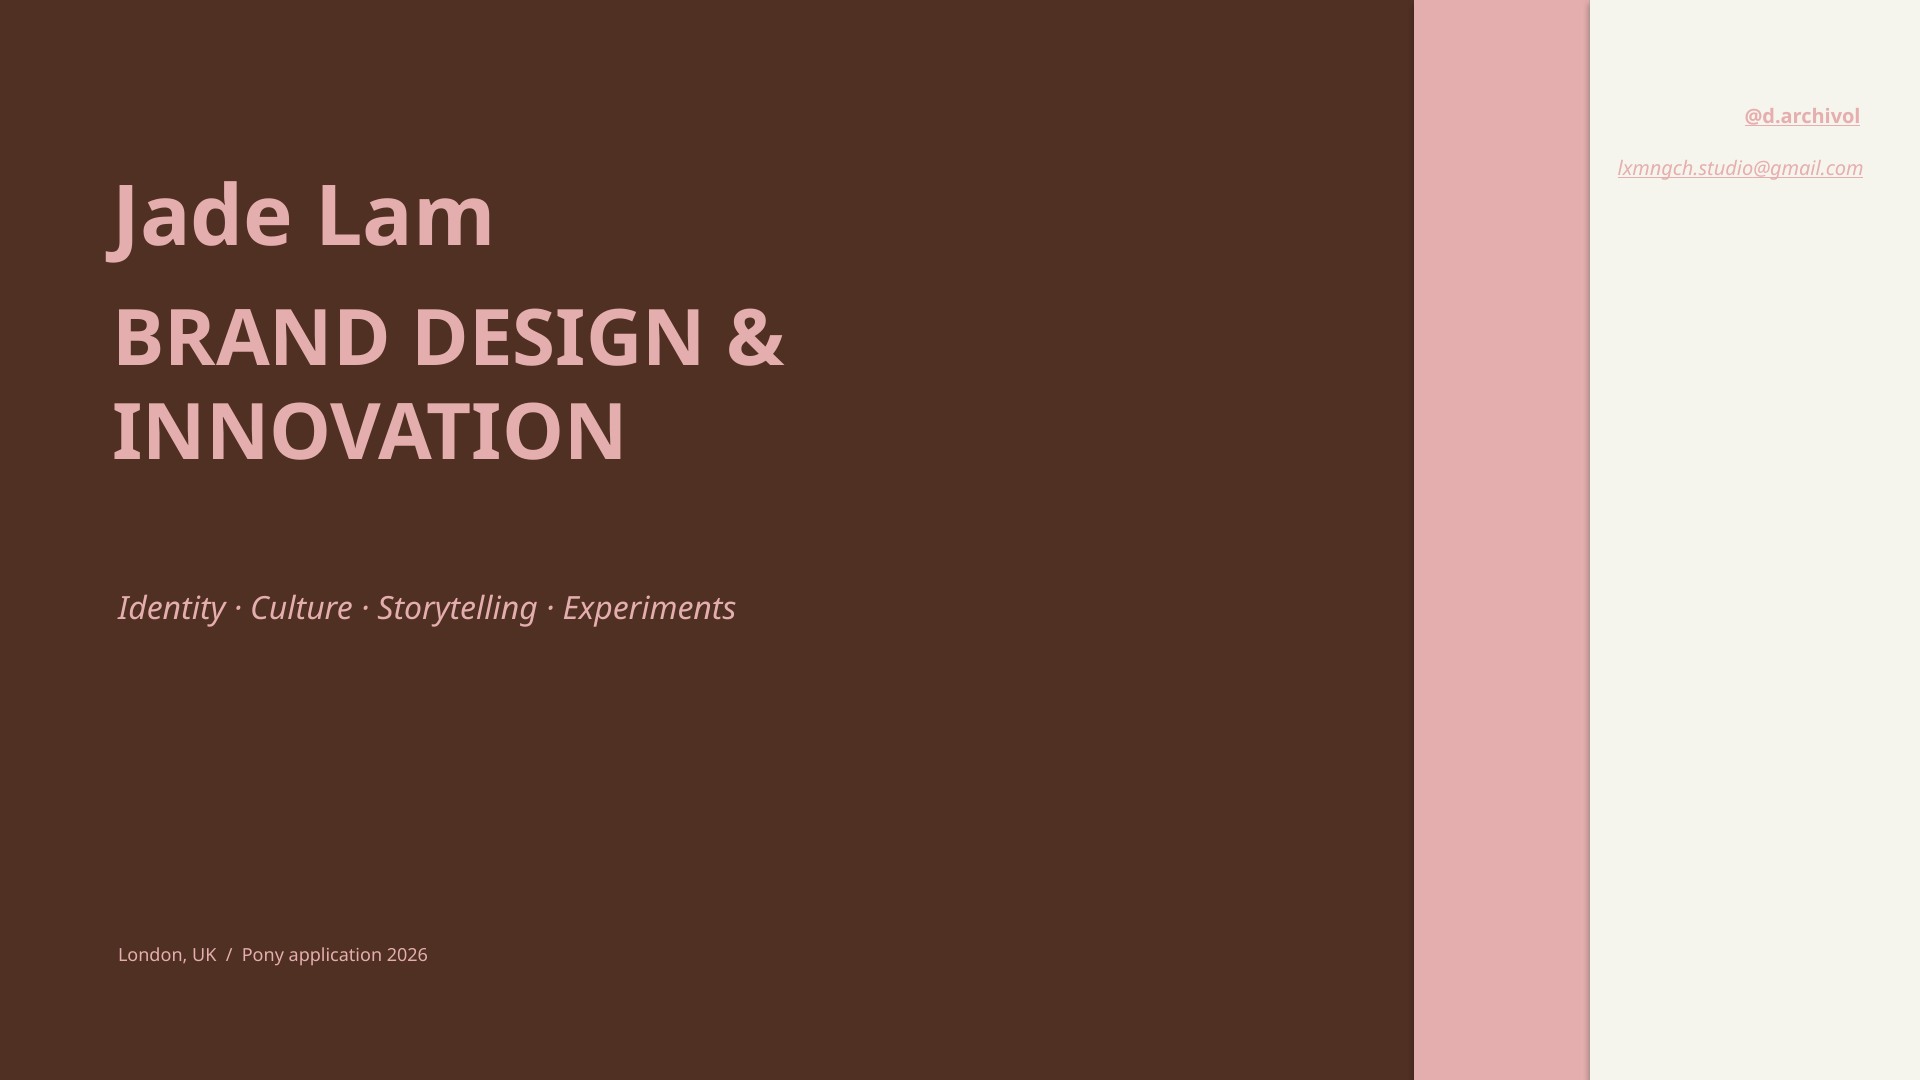 Jade Lam
BRAND DESIGN &
INNOVATION
Identity · Culture · Storytelling · Experiments
London, UK / Pony application 2026
@d.archivol
lxmngch.studio@gmail.com